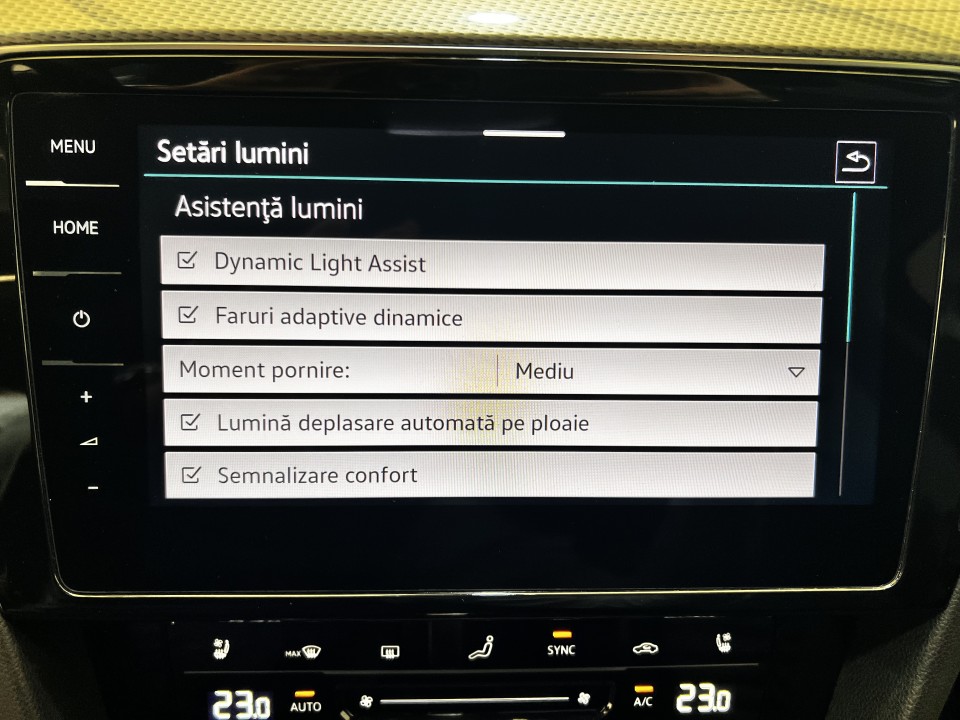 MENU
Setări lumini
HOME
Asistenţă lumini
Dynamic Light Assist
Faruri adaptive dinamice
Moment pornire: Mediu
Lumină deplasare automată pe ploaie
Semnalizare confort
MAX
SYNC
23.0
AUTO
A/C
23.0